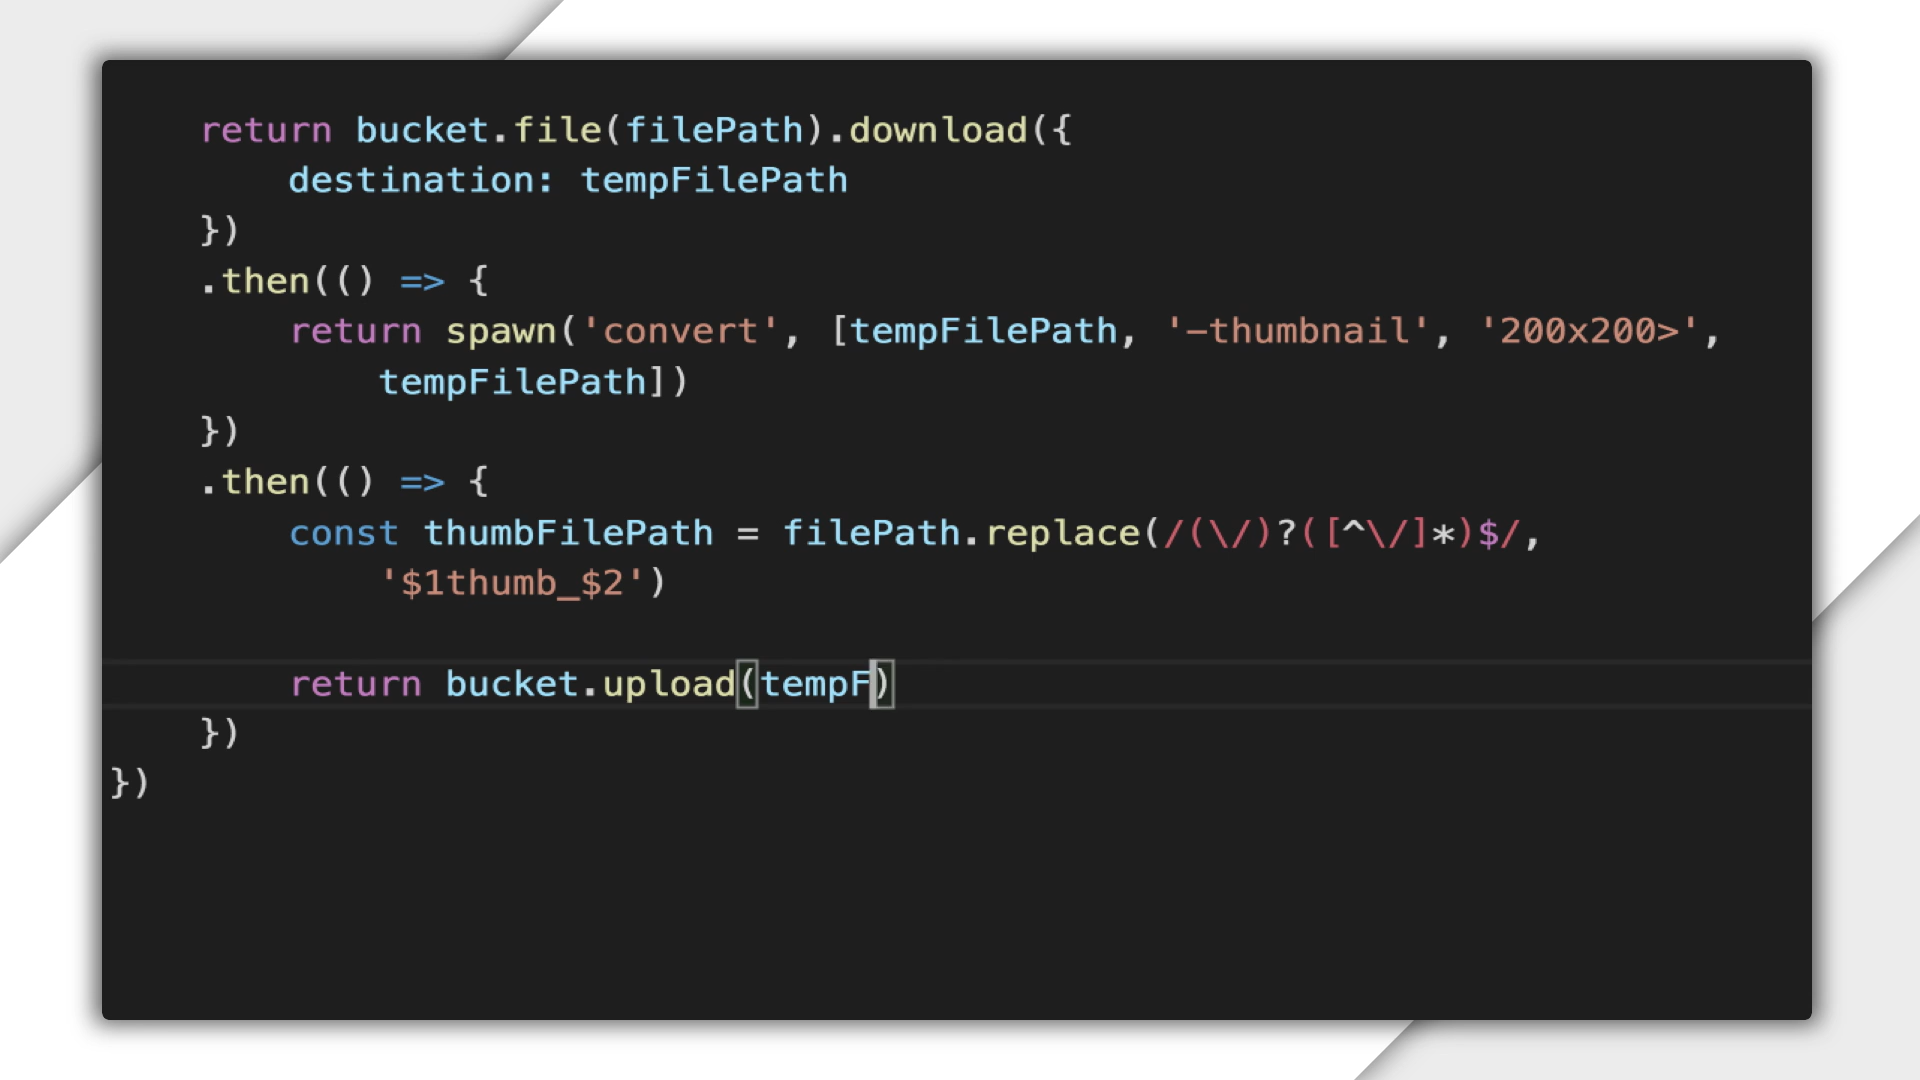 return bucket.file(filePath).download({
destination: tempFilePath
})
.then(() => {
return spawn('convert', [tempFilePath, '-thumbnail', '200x200>',
tempFilePath])
})
.then(() => {
const thumbFilePath = filePath.replace(/(\/)?([^\/]*)$/,
'$1thumb_$2')
return bucket.upload(tempF)
})
})